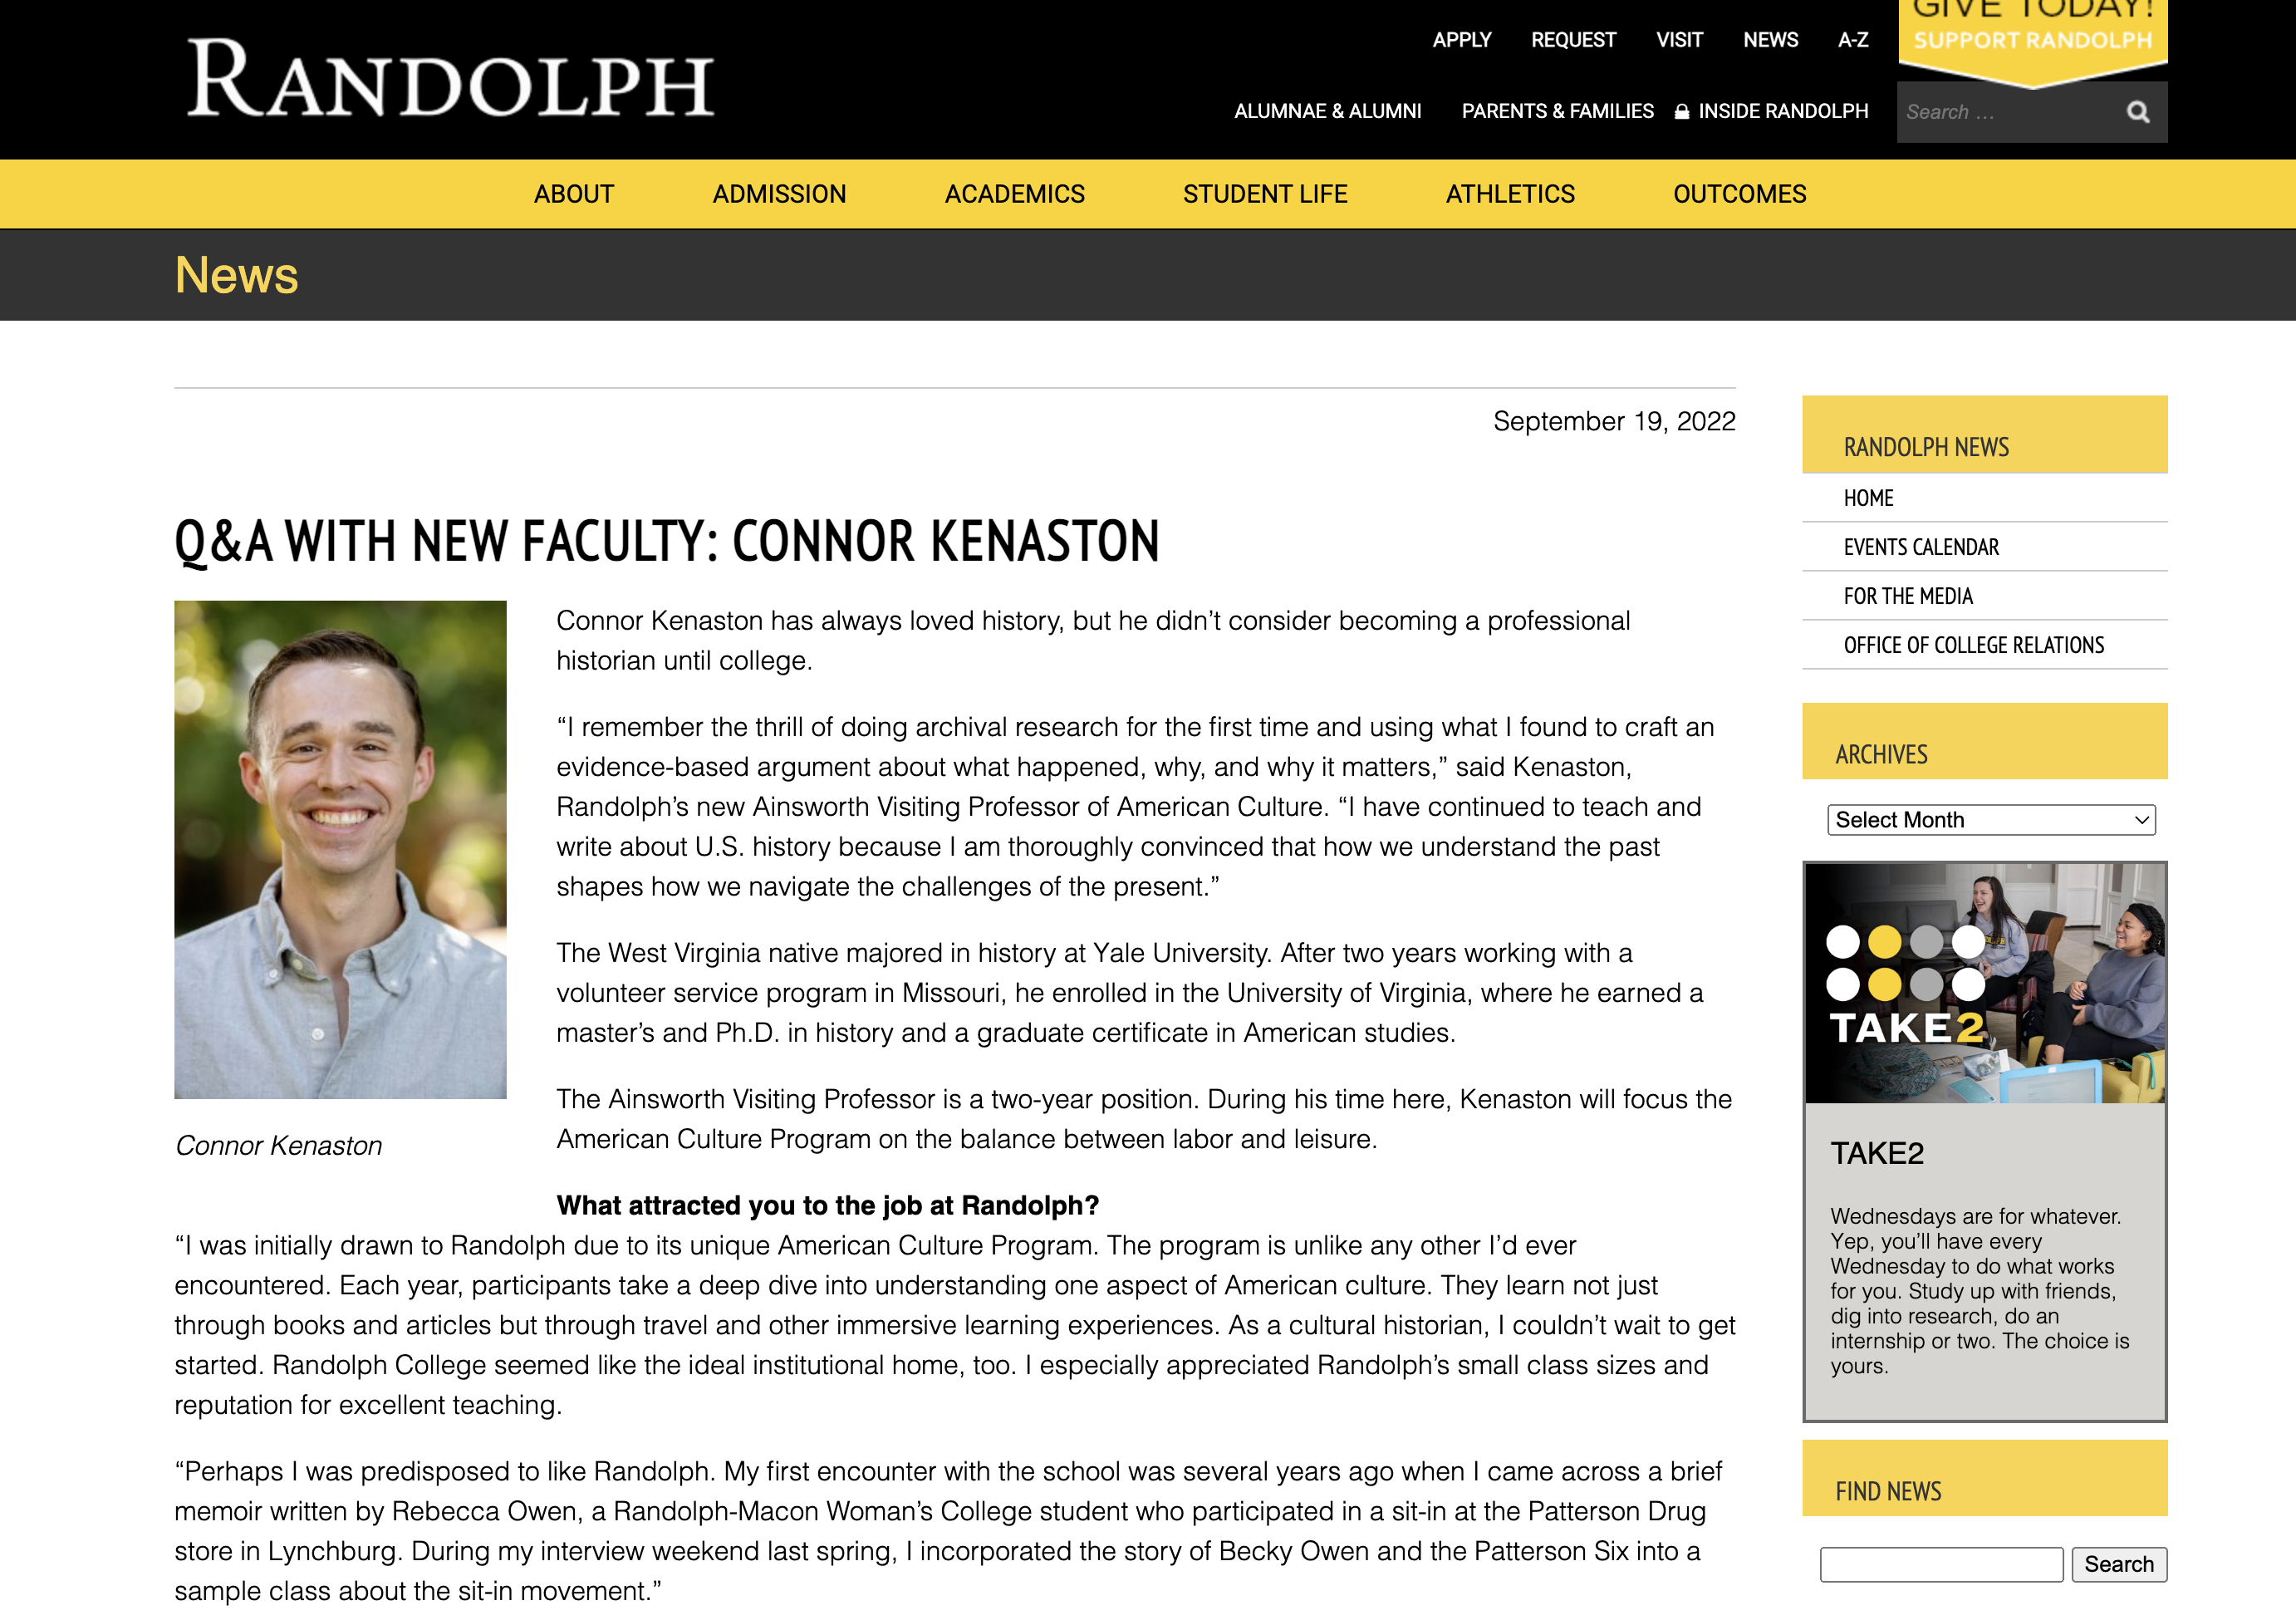 RANDOLPH
APPLY REQUEST VISIT NEWS A-Z
GIVE TODAY!
SUPPORT RANDOLPH
ALUMNAE & ALUMNI PARENTS & FAMILIES INSIDE RANDOLPH
Search ...
ABOUT ADMISSION ACADEMICS STUDENT LIFE ATHLETICS OUTCOMES
News
September 19, 2022
Q&A WITH NEW FACULTY: CONNOR KENASTON
Connor Kenaston has always loved history, but he didn’t consider becoming a professional
historian until college.
“I remember the thrill of doing archival research for the first time and using what I found to craft an
evidence-based argument about what happened, why, and why it matters,” said Kenaston,
Randolph’s new Ainsworth Visiting Professor of American Culture. “I have continued to teach and
write about U.S. history because I am thoroughly convinced that how we understand the past
shapes how we navigate the challenges of the present.”
The West Virginia native majored in history at Yale University. After two years working with a
volunteer service program in Missouri, he enrolled in the University of Virginia, where he earned a
master’s and Ph.D. in history and a graduate certificate in American studies.
The Ainsworth Visiting Professor is a two-year position. During his time here, Kenaston will focus the
American Culture Program on the balance between labor and leisure.
Connor Kenaston
What attracted you to the job at Randolph?
“I was initially drawn to Randolph due to its unique American Culture Program. The program is unlike any other I’d ever
encountered. Each year, participants take a deep dive into understanding one aspect of American culture. They learn not just
through books and articles but through travel and other immersive learning experiences. As a cultural historian, I couldn’t wait to get
started. Randolph College seemed like the ideal institutional home, too. I especially appreciated Randolph’s small class sizes and
reputation for excellent teaching.
“Perhaps I was predisposed to like Randolph. My first encounter with the school was several years ago when I came across a brief
memoir written by Rebecca Owen, a Randolph-Macon Woman’s College student who participated in a sit-in at the Patterson Drug
store in Lynchburg. During my interview weekend last spring, I incorporated the story of Becky Owen and the Patterson Six into a
sample class about the sit-in movement.”
RANDOLPH NEWS
HOME
EVENTS CALENDAR
FOR THE MEDIA
OFFICE OF COLLEGE RELATIONS
ARCHIVES
Select Month
TAKE2
TAKE2
Wednesdays are for whatever.
Yep, you’ll have every
Wednesday to do what works
for you. Study up with friends,
dig into research, do an
internship or two. The choice is
yours.
FIND NEWS
Search